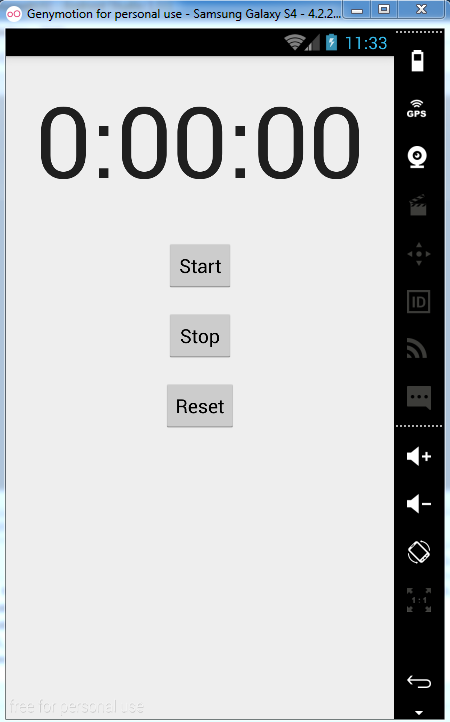 Genymotion for personal use - Samsung Galaxy S4 - 4.2.2...
11:33
GPS
0:00:00
Start
ID
Stop
Reset
1:1
free for personal use